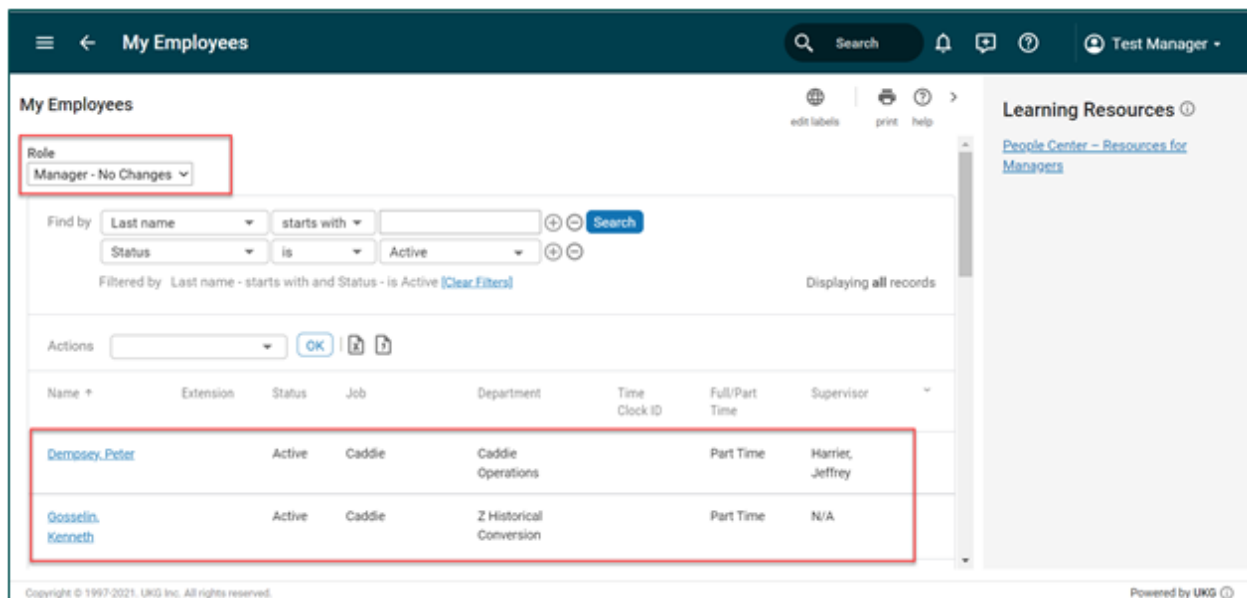 My Employees
Search
Test Manager
My Employees
edit labels
print
help
Learning Resources
People Center – Resources for
Managers
Role
Manager - No Changes
Find by
Last name
starts with
Search
Status
is
Active
Filtered by Last name - starts with and Status - is Active [Clear Filters]
Displaying all records
Actions
OK
Name
Extension
Status
Job
Department
Time
Clock ID
Full/Part
Time
Supervisor
Dempsey, Peter
Active
Caddie
Caddie
Operations
Part Time
Harrier,
Jeffrey
Gosselin,
Kenneth
Active
Caddie
Z Historical
Conversion
Part Time
N/A
Copyright © 1997-2021. UKG Inc. All rights reserved.
Powered by UKG